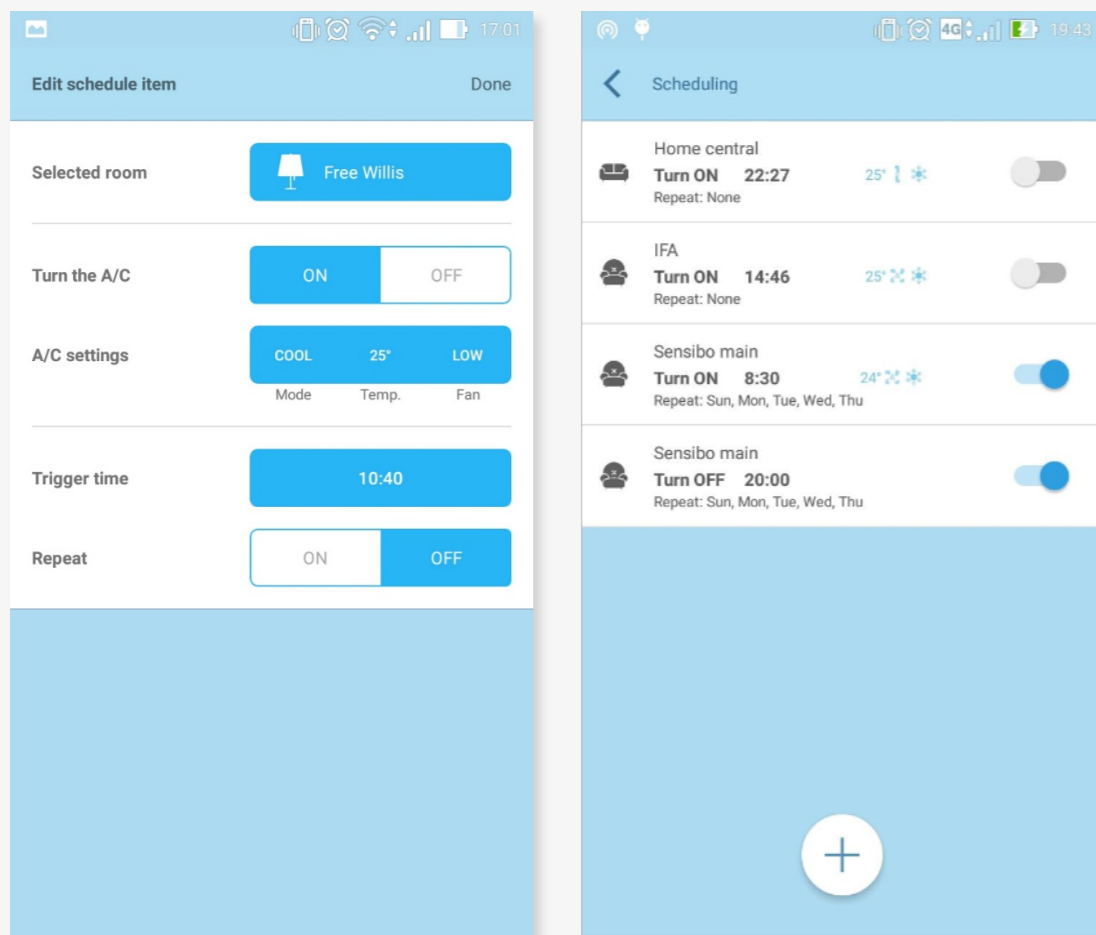 17:01
Edit schedule item Done
Selected room Free Willis
Turn the A/C ON OFF
A/C settings COOL 25° LOW
Mode Temp. Fan
Trigger time 10:40
Repeat ON OFF
4G 19:43
Scheduling
Home central
Turn ON 22:27 25°
Repeat: None
IFA
Turn ON 14:46 25°
Repeat: None
Sensibo main
Turn ON 8:30 24°
Repeat: Sun, Mon, Tue, Wed, Thu
Sensibo main
Turn OFF 20:00
Repeat: Sun, Mon, Tue, Wed, Thu